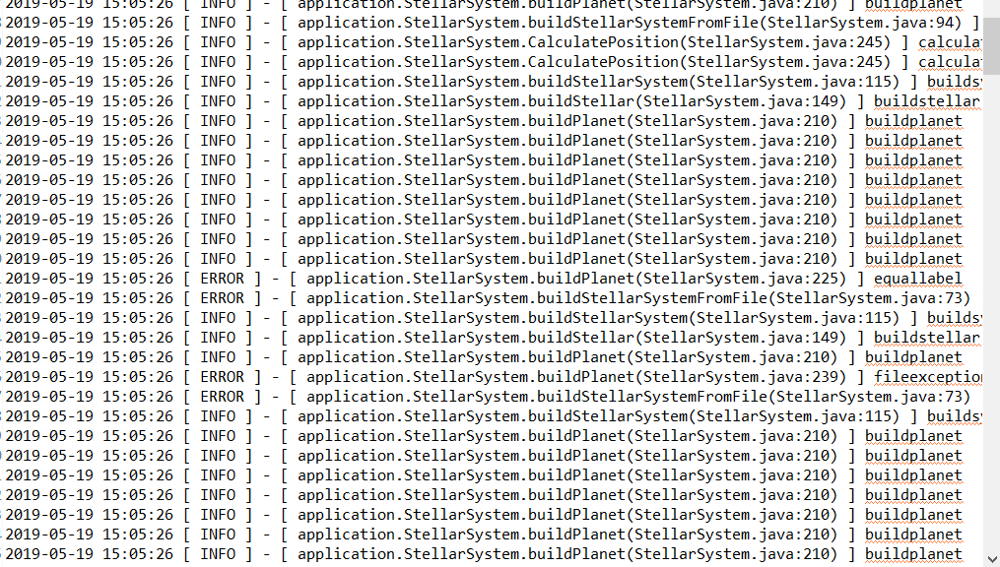 2019-05-19 15:05:26 [ INFO ] - [ application.StellarSystem.buildPlanet(StellarSystem.java:210) ] buildplanet
2019-05-19 15:05:26 [ INFO ] - [ application.StellarSystem.buildStellarSystemFromFile(StellarSystem.java:94) ]
2019-05-19 15:05:26 [ INFO ] - [ application.StellarSystem.CalculatePosition(StellarSystem.java:245) ] calcula
2019-05-19 15:05:26 [ INFO ] - [ application.StellarSystem.CalculatePosition(StellarSystem.java:245) ] calcula
2019-05-19 15:05:26 [ INFO ] - [ application.StellarSystem.buildStellarSystem(StellarSystem.java:115) ] builds
2019-05-19 15:05:26 [ INFO ] - [ application.StellarSystem.buildStellar(StellarSystem.java:149) ] buildstellar
2019-05-19 15:05:26 [ INFO ] - [ application.StellarSystem.buildPlanet(StellarSystem.java:210) ] buildplanet
2019-05-19 15:05:26 [ INFO ] - [ application.StellarSystem.buildPlanet(StellarSystem.java:210) ] buildplanet
2019-05-19 15:05:26 [ INFO ] - [ application.StellarSystem.buildPlanet(StellarSystem.java:210) ] buildplanet
2019-05-19 15:05:26 [ INFO ] - [ application.StellarSystem.buildPlanet(StellarSystem.java:210) ] buildplanet
2019-05-19 15:05:26 [ INFO ] - [ application.StellarSystem.buildPlanet(StellarSystem.java:210) ] buildplanet
2019-05-19 15:05:26 [ INFO ] - [ application.StellarSystem.buildPlanet(StellarSystem.java:210) ] buildplanet
2019-05-19 15:05:26 [ INFO ] - [ application.StellarSystem.buildPlanet(StellarSystem.java:210) ] buildplanet
2019-05-19 15:05:26 [ INFO ] - [ application.StellarSystem.buildPlanet(StellarSystem.java:210) ] buildplanet
2019-05-19 15:05:26 [ ERROR ] - [ application.StellarSystem.buildPlanet(StellarSystem.java:225) ] equallabel
2019-05-19 15:05:26 [ ERROR ] - [ application.StellarSystem.buildStellarSystemFromFile(StellarSystem.java:73)
2019-05-19 15:05:26 [ INFO ] - [ application.StellarSystem.buildStellarSystem(StellarSystem.java:115) ] builds
2019-05-19 15:05:26 [ INFO ] - [ application.StellarSystem.buildStellar(StellarSystem.java:149) ] buildstellar
2019-05-19 15:05:26 [ INFO ] - [ application.StellarSystem.buildPlanet(StellarSystem.java:210) ] buildplanet
2019-05-19 15:05:26 [ ERROR ] - [ application.StellarSystem.buildPlanet(StellarSystem.java:239) ] fileexception
2019-05-19 15:05:26 [ ERROR ] - [ application.StellarSystem.buildStellarSystemFromFile(StellarSystem.java:73)
2019-05-19 15:05:26 [ INFO ] - [ application.StellarSystem.buildStellarSystem(StellarSystem.java:115) ] builds
2019-05-19 15:05:26 [ INFO ] - [ application.StellarSystem.buildPlanet(StellarSystem.java:210) ] buildplanet
2019-05-19 15:05:26 [ INFO ] - [ application.StellarSystem.buildPlanet(StellarSystem.java:210) ] buildplanet
2019-05-19 15:05:26 [ INFO ] - [ application.StellarSystem.buildPlanet(StellarSystem.java:210) ] buildplanet
2019-05-19 15:05:26 [ INFO ] - [ application.StellarSystem.buildPlanet(StellarSystem.java:210) ] buildplanet
2019-05-19 15:05:26 [ INFO ] - [ application.StellarSystem.buildPlanet(StellarSystem.java:210) ] buildplanet
2019-05-19 15:05:26 [ INFO ] - [ application.StellarSystem.buildPlanet(StellarSystem.java:210) ] buildplanet
2019-05-19 15:05:26 [ INFO ] - [ application.StellarSystem.buildPlanet(StellarSystem.java:210) ] buildplanet